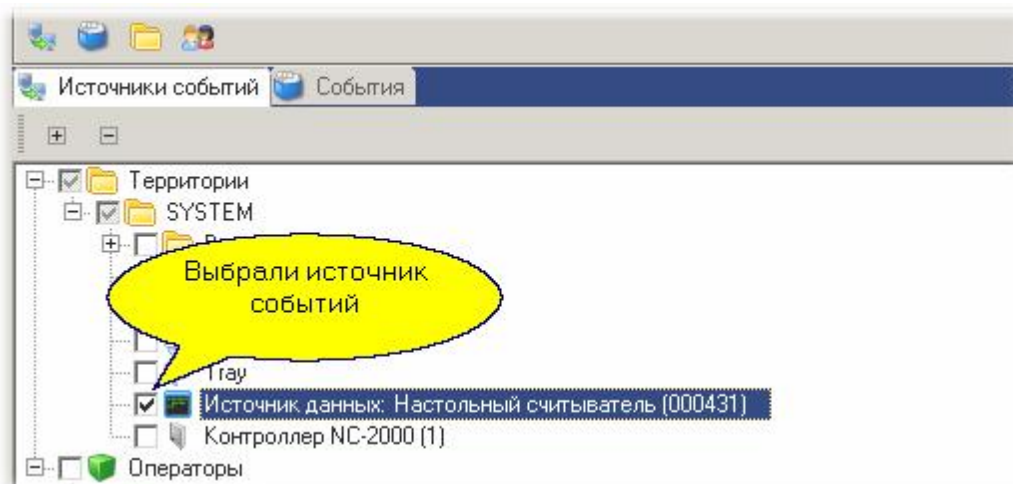 Источники событий События
Территории
SYSTEM
Выбрали источник
событий
Tray
Источник данных: Настольный считыватель (000431)
Контроллер NC-2000 (1)
Операторы